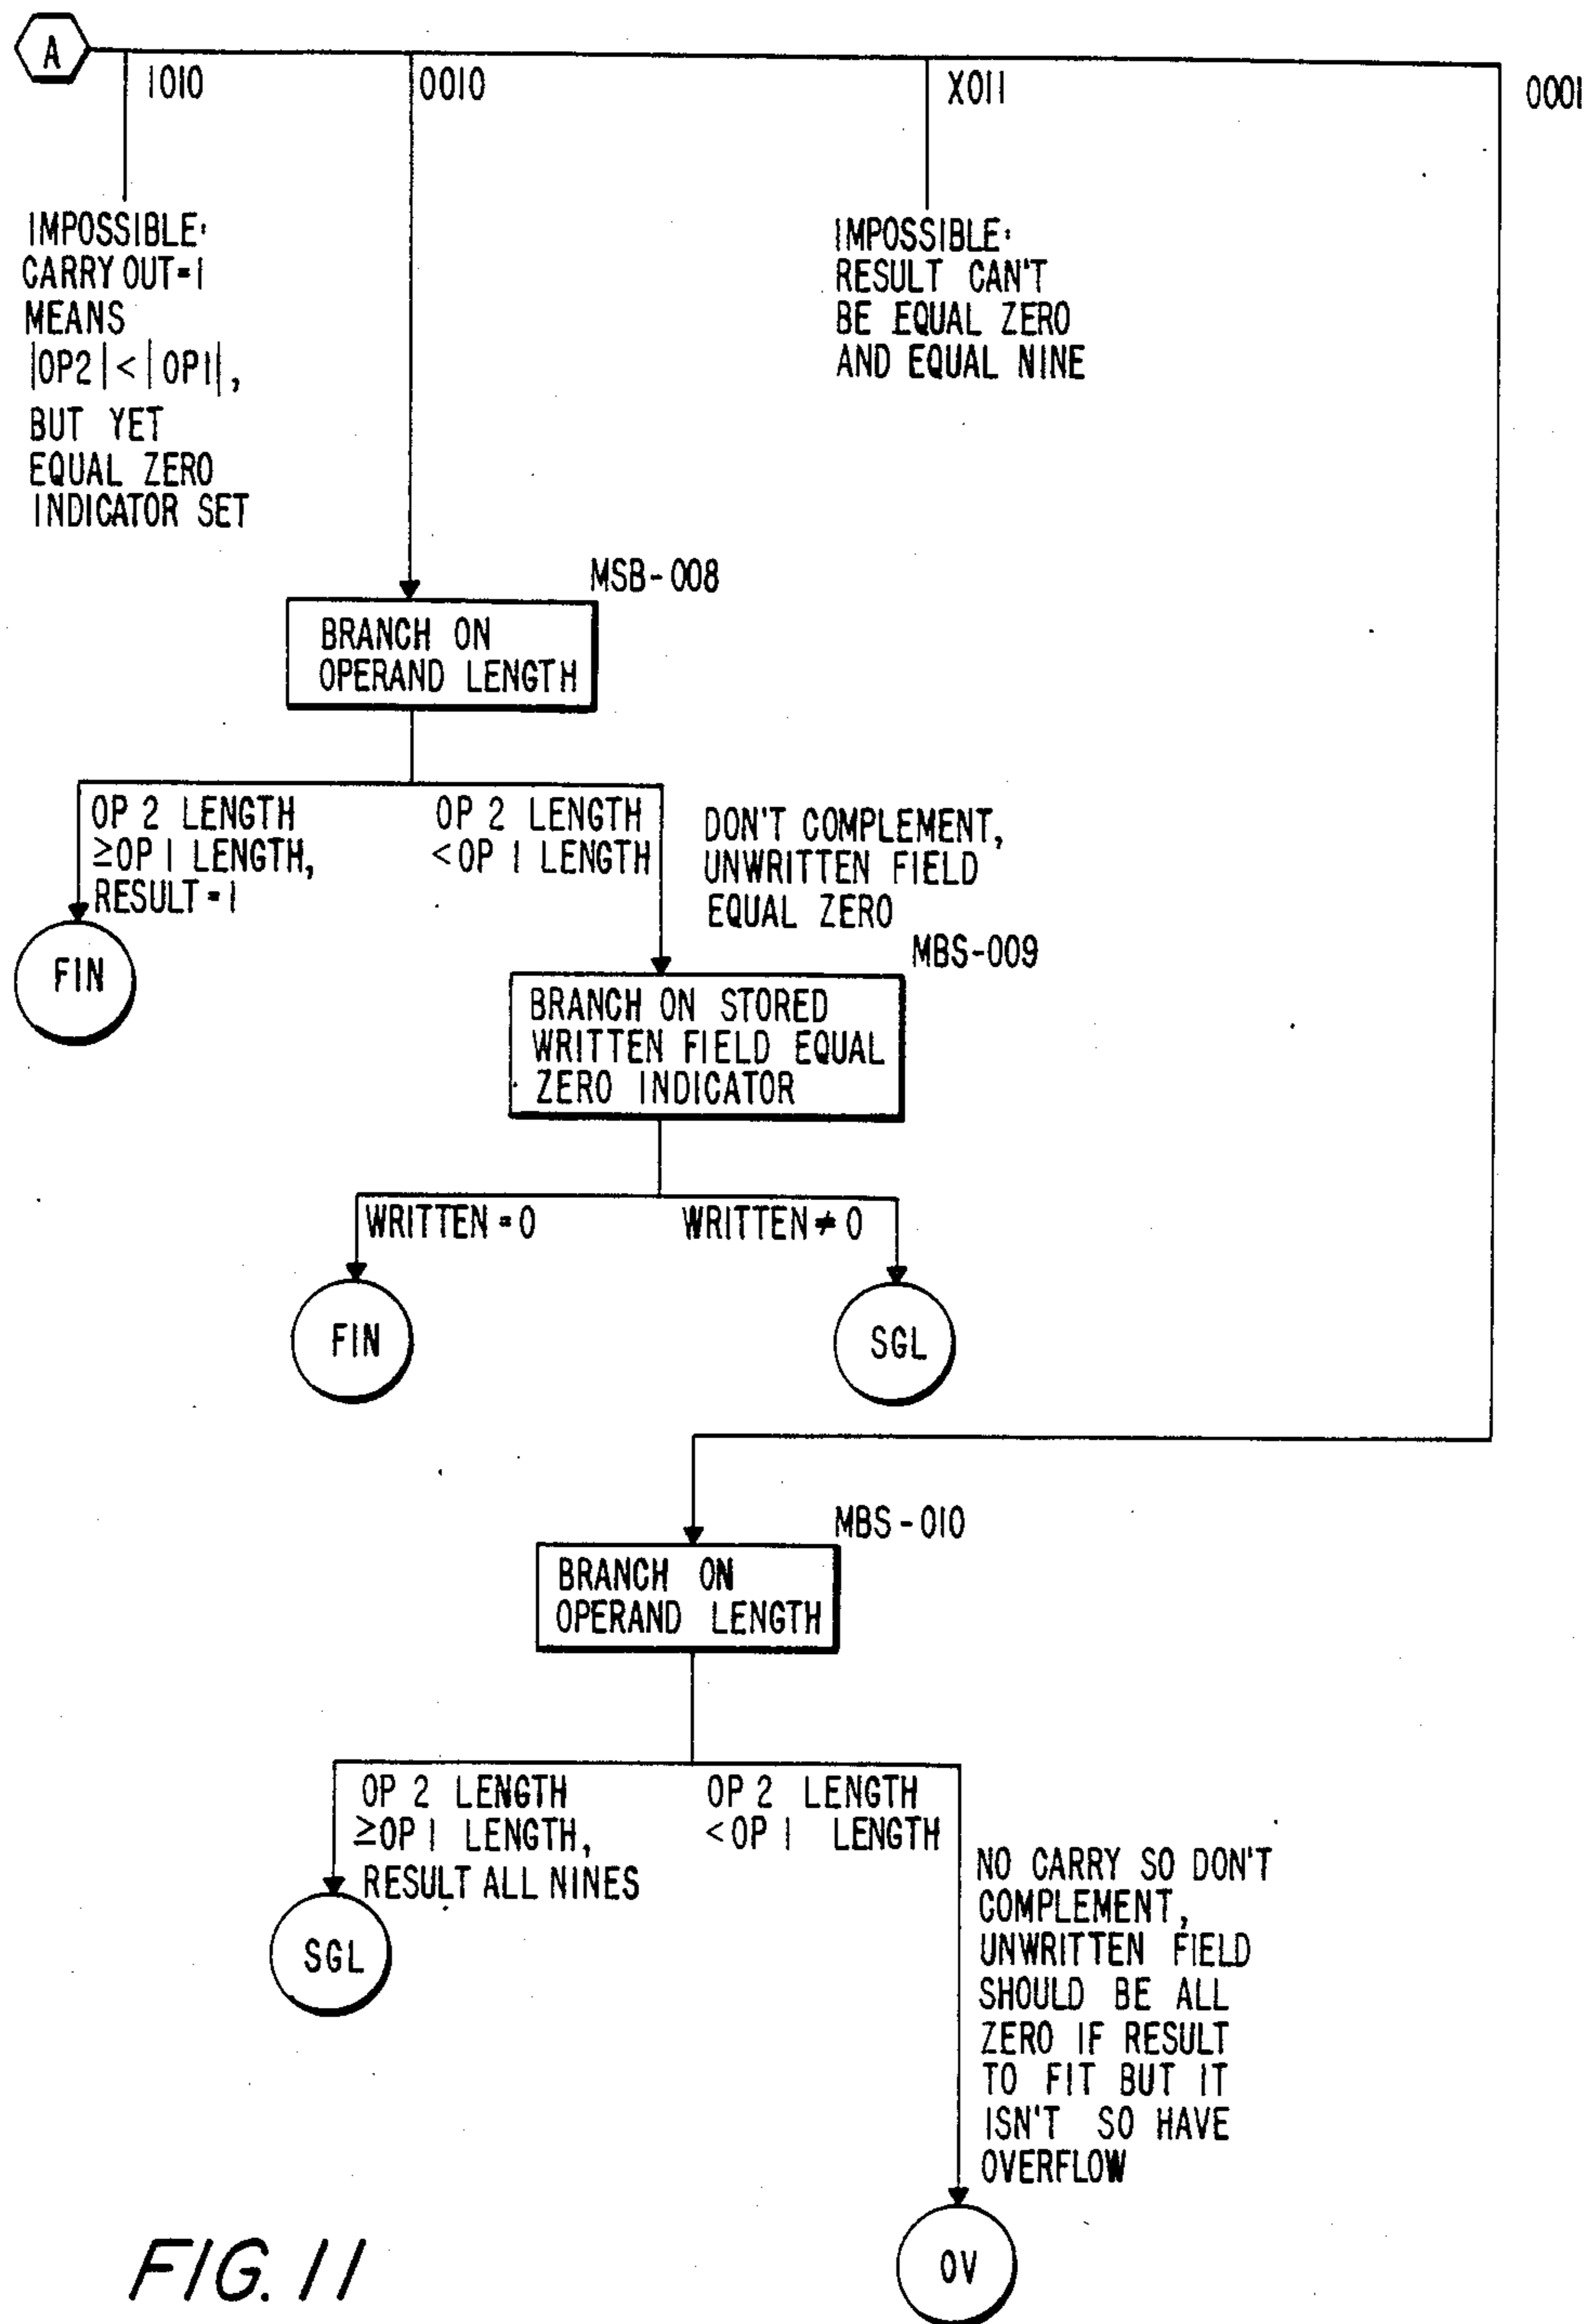 A
1010
0010
X011
0001
IMPOSSIBLE:
CARRY OUT=1
MEANS
|OP2|<|OP1|,
BUT YET
EQUAL ZERO
INDICATOR SET
IMPOSSIBLE:
RESULT CAN'T
BE EQUAL ZERO
AND EQUAL NINE
MSB-008
BRANCH ON
OPERAND LENGTH
OP 2 LENGTH
≥OP 1 LENGTH,
RESULT=1
OP 2 LENGTH
<OP 1 LENGTH
DON'T COMPLEMENT,
UNWRITTEN FIELD
EQUAL ZERO
FIN
MBS-009
BRANCH ON STORED
WRITTEN FIELD EQUAL
ZERO INDICATOR
WRITTEN=0
WRITTEN≠0
FIN
SGL
MBS-010
BRANCH ON
OPERAND LENGTH
OP 2 LENGTH
≥OP 1 LENGTH,
RESULT ALL NINES
OP 2 LENGTH
<OP 1 LENGTH
NO CARRY SO DON'T
COMPLEMENT,
UNWRITTEN FIELD
SHOULD BE ALL
ZERO IF RESULT
TO FIT BUT IT
ISN'T SO HAVE
OVERFLOW
SGL
OV
FIG. 11